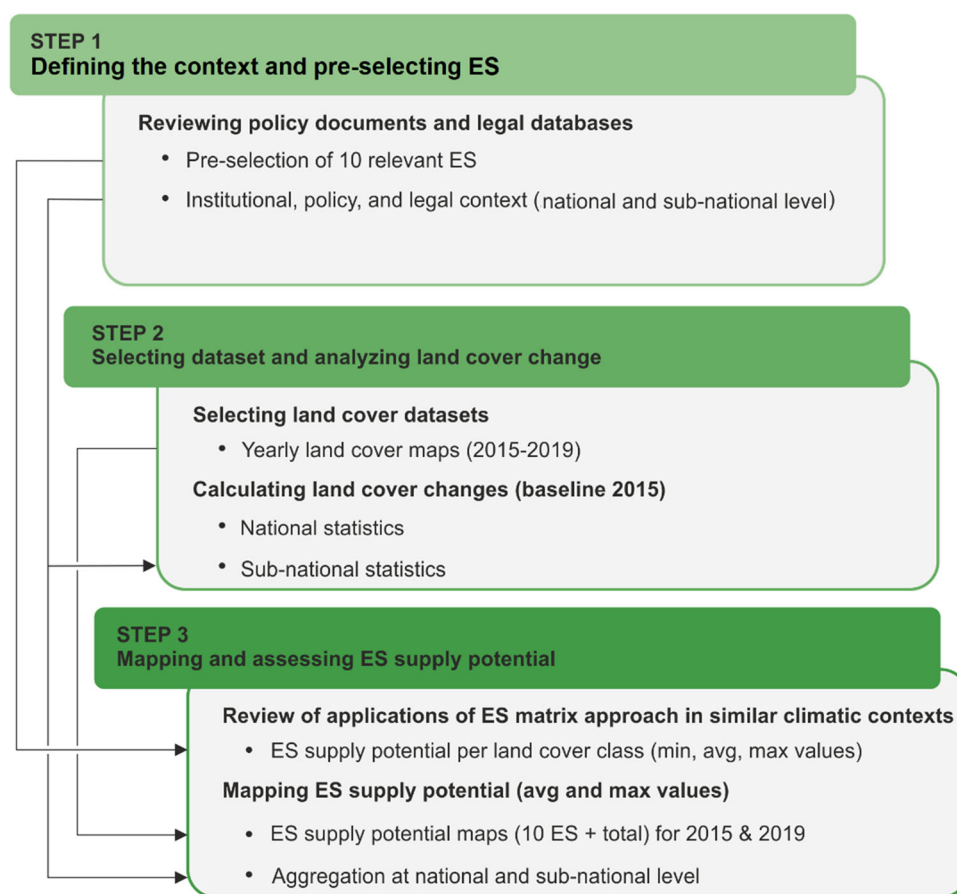 STEP 1
Defining the context and pre-selecting ES
Reviewing policy documents and legal databases
• Pre-selection of 10 relevant ES
• Institutional, policy, and legal context (national and sub-national level)
STEP 2
Selecting dataset and analyzing land cover change
Selecting land cover datasets
• Yearly land cover maps (2015-2019)
Calculating land cover changes (baseline 2015)
• National statistics
• Sub-national statistics
STEP 3
Mapping and assessing ES supply potential
Review of applications of ES matrix approach in similar climatic contexts
• ES supply potential per land cover class (min, avg, max values)
Mapping ES supply potential (avg and max values)
• ES supply potential maps (10 ES + total) for 2015 & 2019
• Aggregation at national and sub-national level